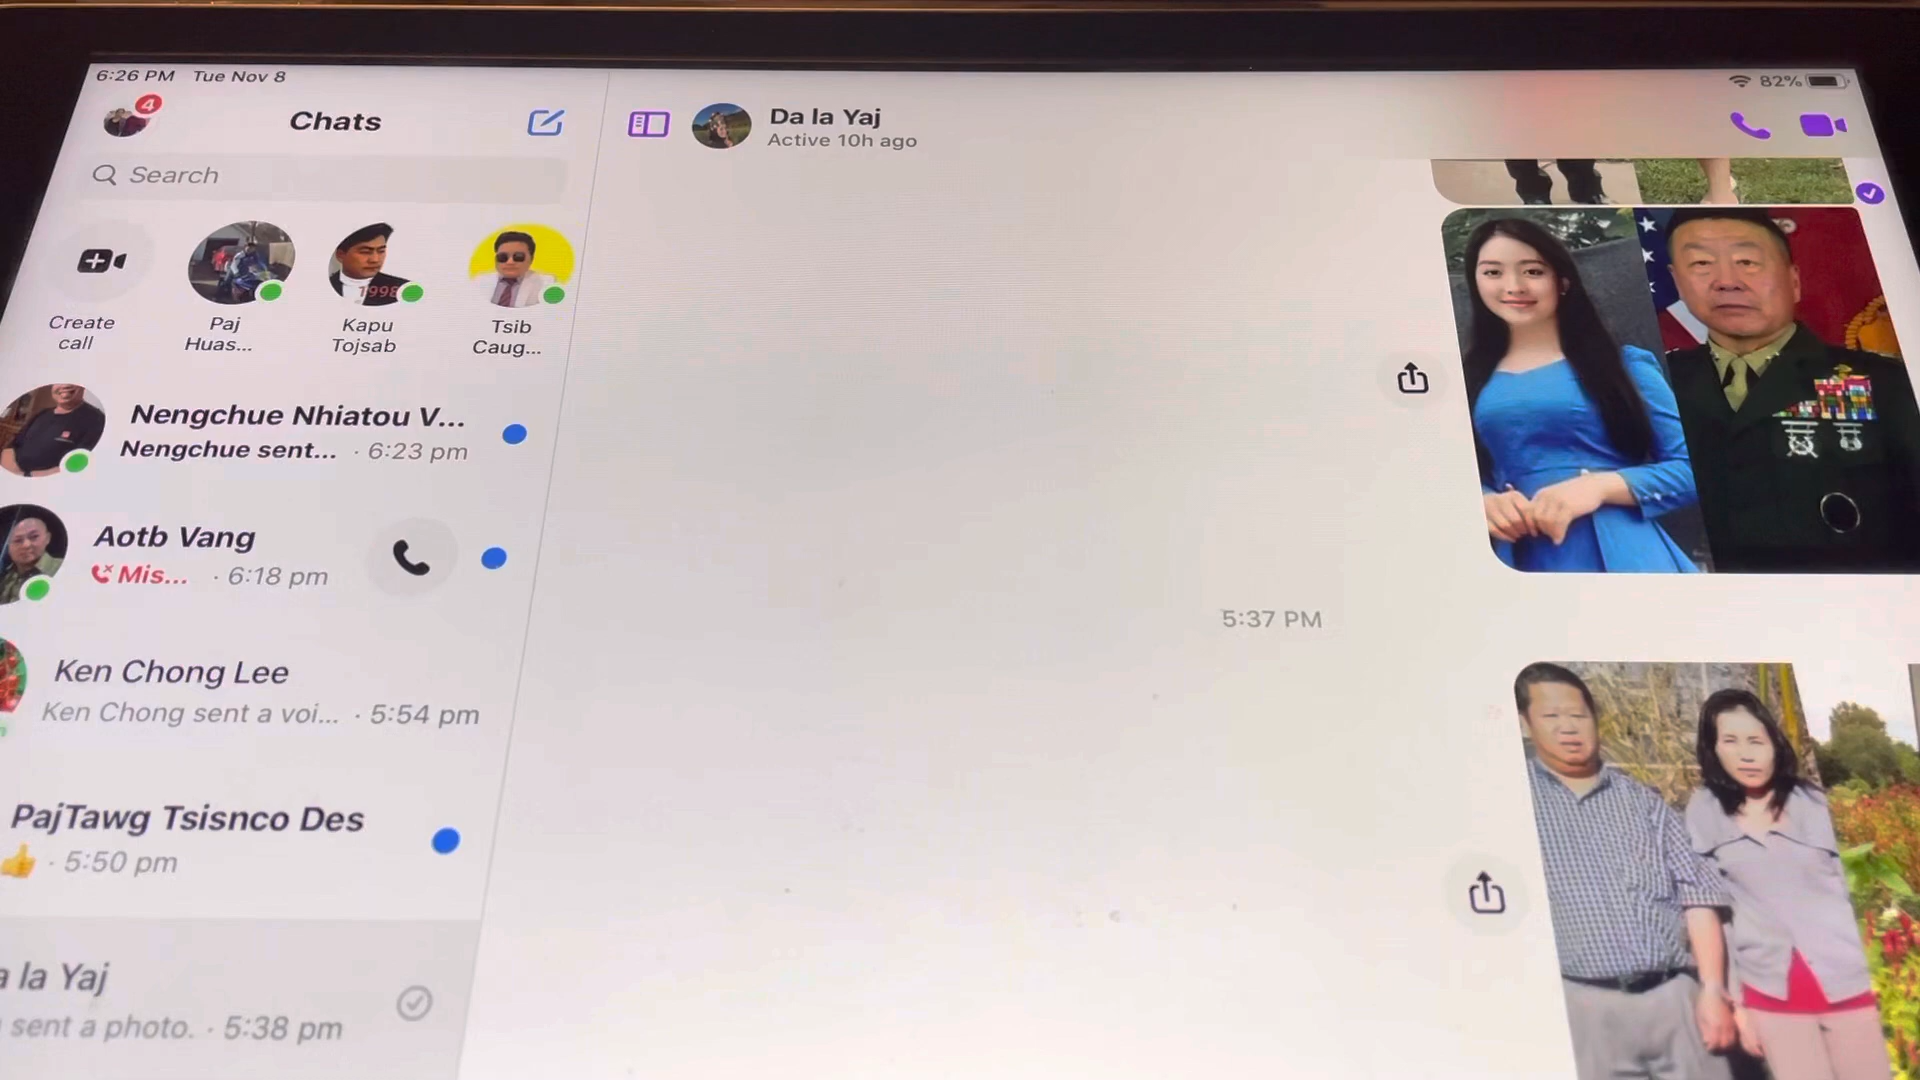 6:26 PM Tue Nov 8
82%
4
Chats
Search
Create call
Paj Huas...
Kapu Tojsab
1998
Tsib Caug...
Nengchue Nhiatou V...
Nengchue sent... · 6:23 pm
Aotb Vang
Mis... · 6:18 pm
Ken Chong Lee
Ken Chong sent a voi... · 5:54 pm
PajTawg Tsisnco Des
👍 · 5:50 pm
a la Yaj
sent a photo. · 5:38 pm
Da la Yaj
Active 10h ago
5:37 PM